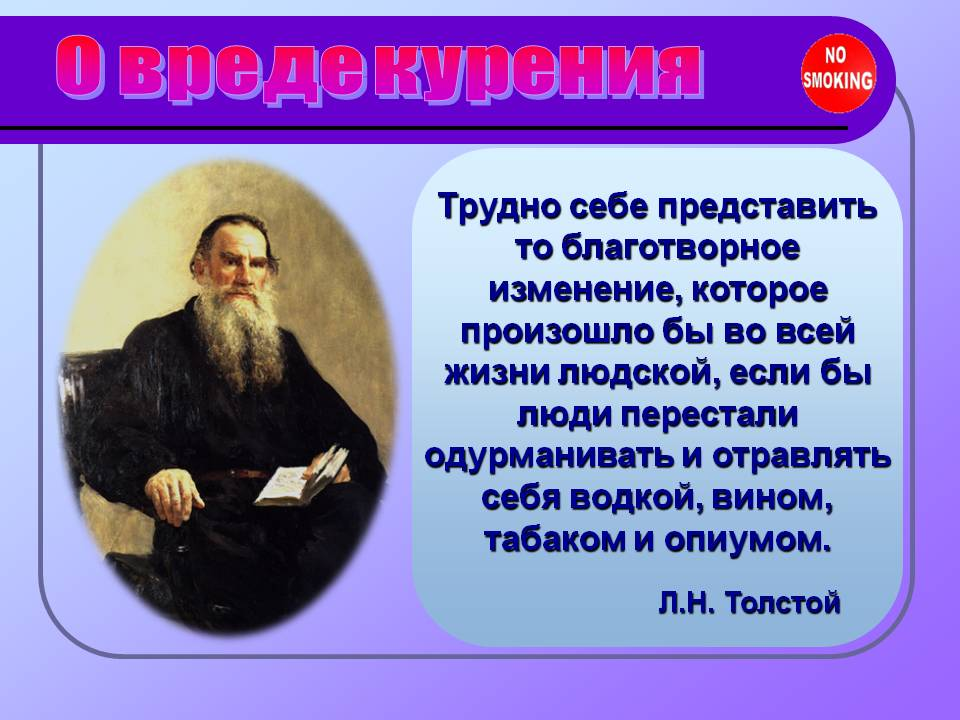 О вреде курения
NO
SMOKING
Трудно себе представить
то благотворное
изменение, которое
произошло бы во всей
жизни людской, если бы
люди перестали
одурманивать и отравлять
себя водкой, вином,
табаком и опиумом.
Л.Н. Толстой